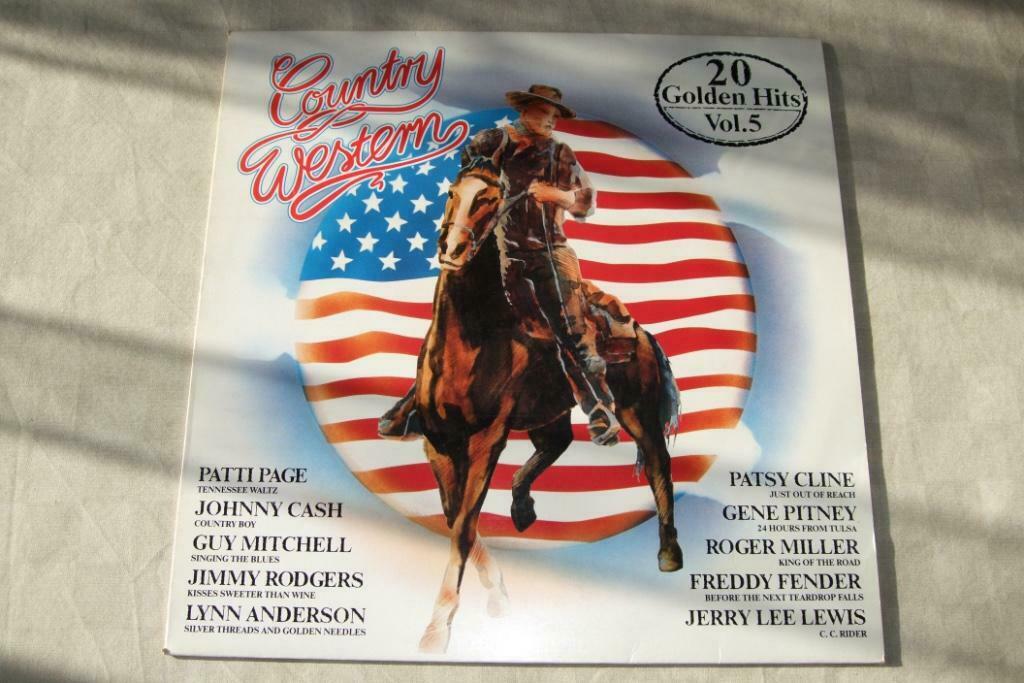 Country
Western
20
Golden Hits
Vol.5
PATTI PAGE
TENNESSEE WALTZ
JOHNNY CASH
COUNTRY BOY
GUY MITCHELL
SINGING THE BLUES
JIMMY RODGERS
KISSES SWEETER THAN WINE
LYNN ANDERSON
SILVER THREADS AND GOLDEN NEEDLES
PATSY CLINE
JUST OUT OF REACH
GENE PITNEY
24 HOURS FROM TULSA
ROGER MILLER
KING OF THE ROAD
FREDDY FENDER
BEFORE THE NEXT TEARDROP FALLS
JERRY LEE LEWIS
C. C. RIDER